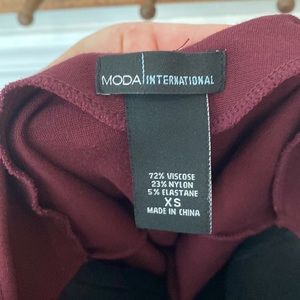 MODA INTERNATIONAL
72% VISCOSE
23% NYLON
5% ELASTANE
XS
MADE IN CHINA